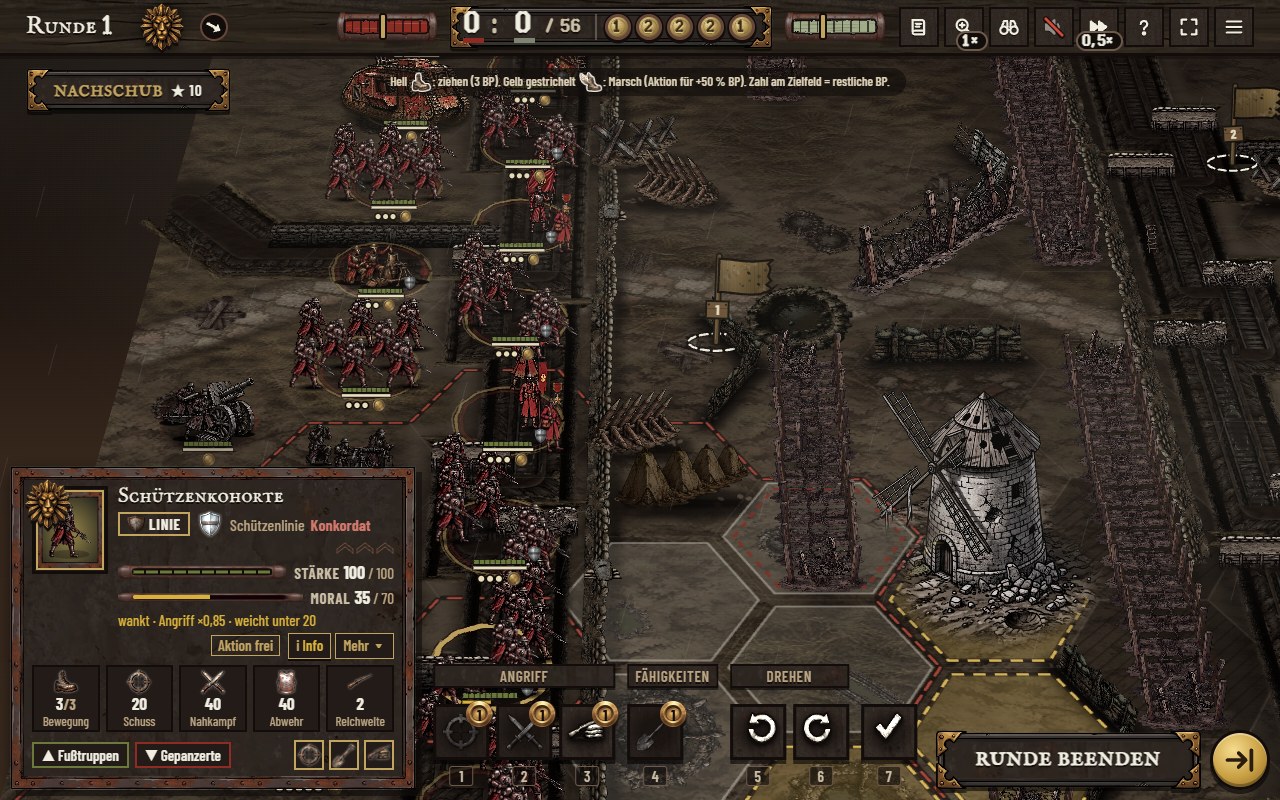 Runde 1
0 : 0 / 56
1 2 2 2 1
1×
0,5×
?
NACHSCHUB ★ 10
Hell : ziehen (3 BP). Gelb gestrichelt : Marsch (Aktion für +50 % BP). Zahl am Zielfeld = restliche BP.
2
1
Schützenkohorte
LINIE Schützenlinie Konkordat
STÄRKE 100 / 100
MORAL 35 / 70
wankt · Angriff ×0,85 · weicht unter 20
Aktion frei i Info Mehr
3/3 20 40 40 2
Bewegung Schuss Nahkampf Abwehr Reichweite
▲ Fußtruppen ▼ Gepanzerte
ANGRIFF FÄHIGKEITEN DREHEN
1 1 1 1
1 2 3 4 5 6 7
RUNDE BEENDEN